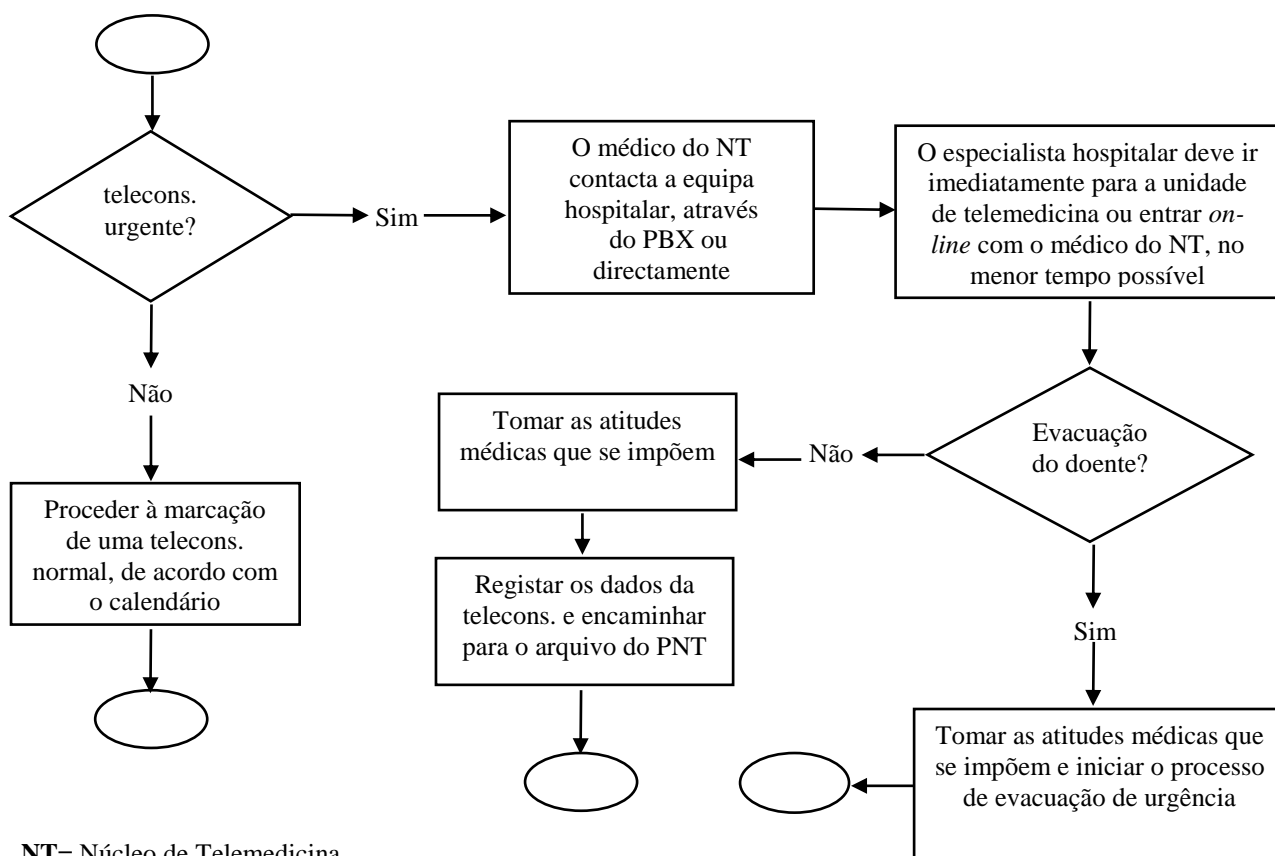 telecons.
urgente?
Sim
O médico do NT
contacta a equipa
hospitalar, através
do PBX ou
directamente
O especialista hospitalar deve ir
imediatamente para a unidade
de telemedicina ou entrar on-
line com o médico do NT, no
menor tempo possível
Não
Proceder à marcação
de uma telecons.
normal, de acordo com
o calendário
Evacuação
do doente?
Não
Tomar as atitudes
médicas que se impõem
Registar os dados da
telecons. e encaminhar
para o arquivo do PNT
Sim
Tomar as atitudes médicas que
se impõem e iniciar o processo
de evacuação de urgência
NT= Núcleo de Telemedicina